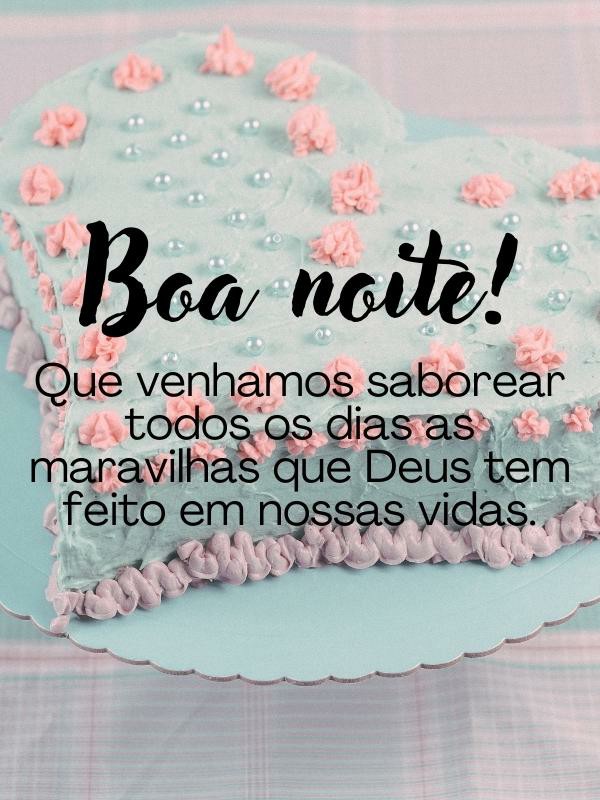 Boa noite!
Que venhamos saborear
todos os dias as
maravilhas que Deus tem
feito em nossas vidas.